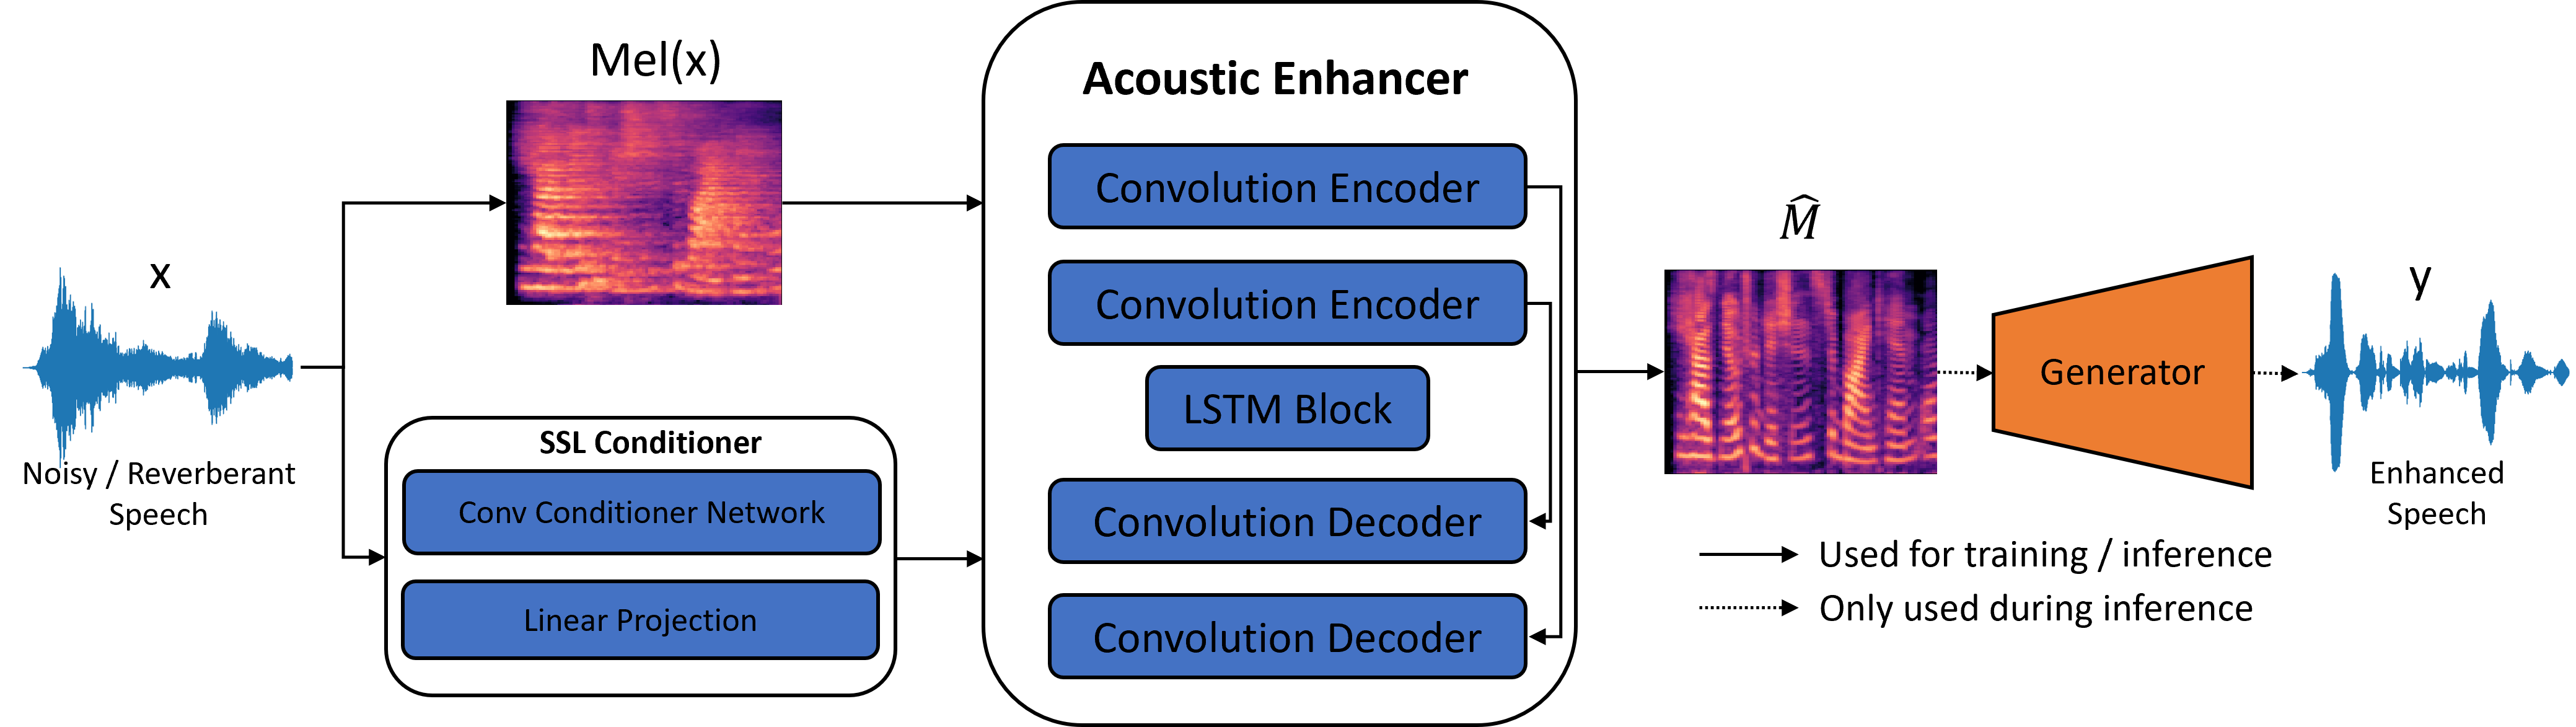 x
Noisy / Reverberant
Speech
Mel(x)
SSL Conditioner
Conv Conditioner Network
Linear Projection
Acoustic Enhancer
Convolution Encoder
Convolution Encoder
LSTM Block
Convolution Decoder
Convolution Decoder
M̂
Generator
y
Enhanced
Speech
Used for training / inference
Only used during inference